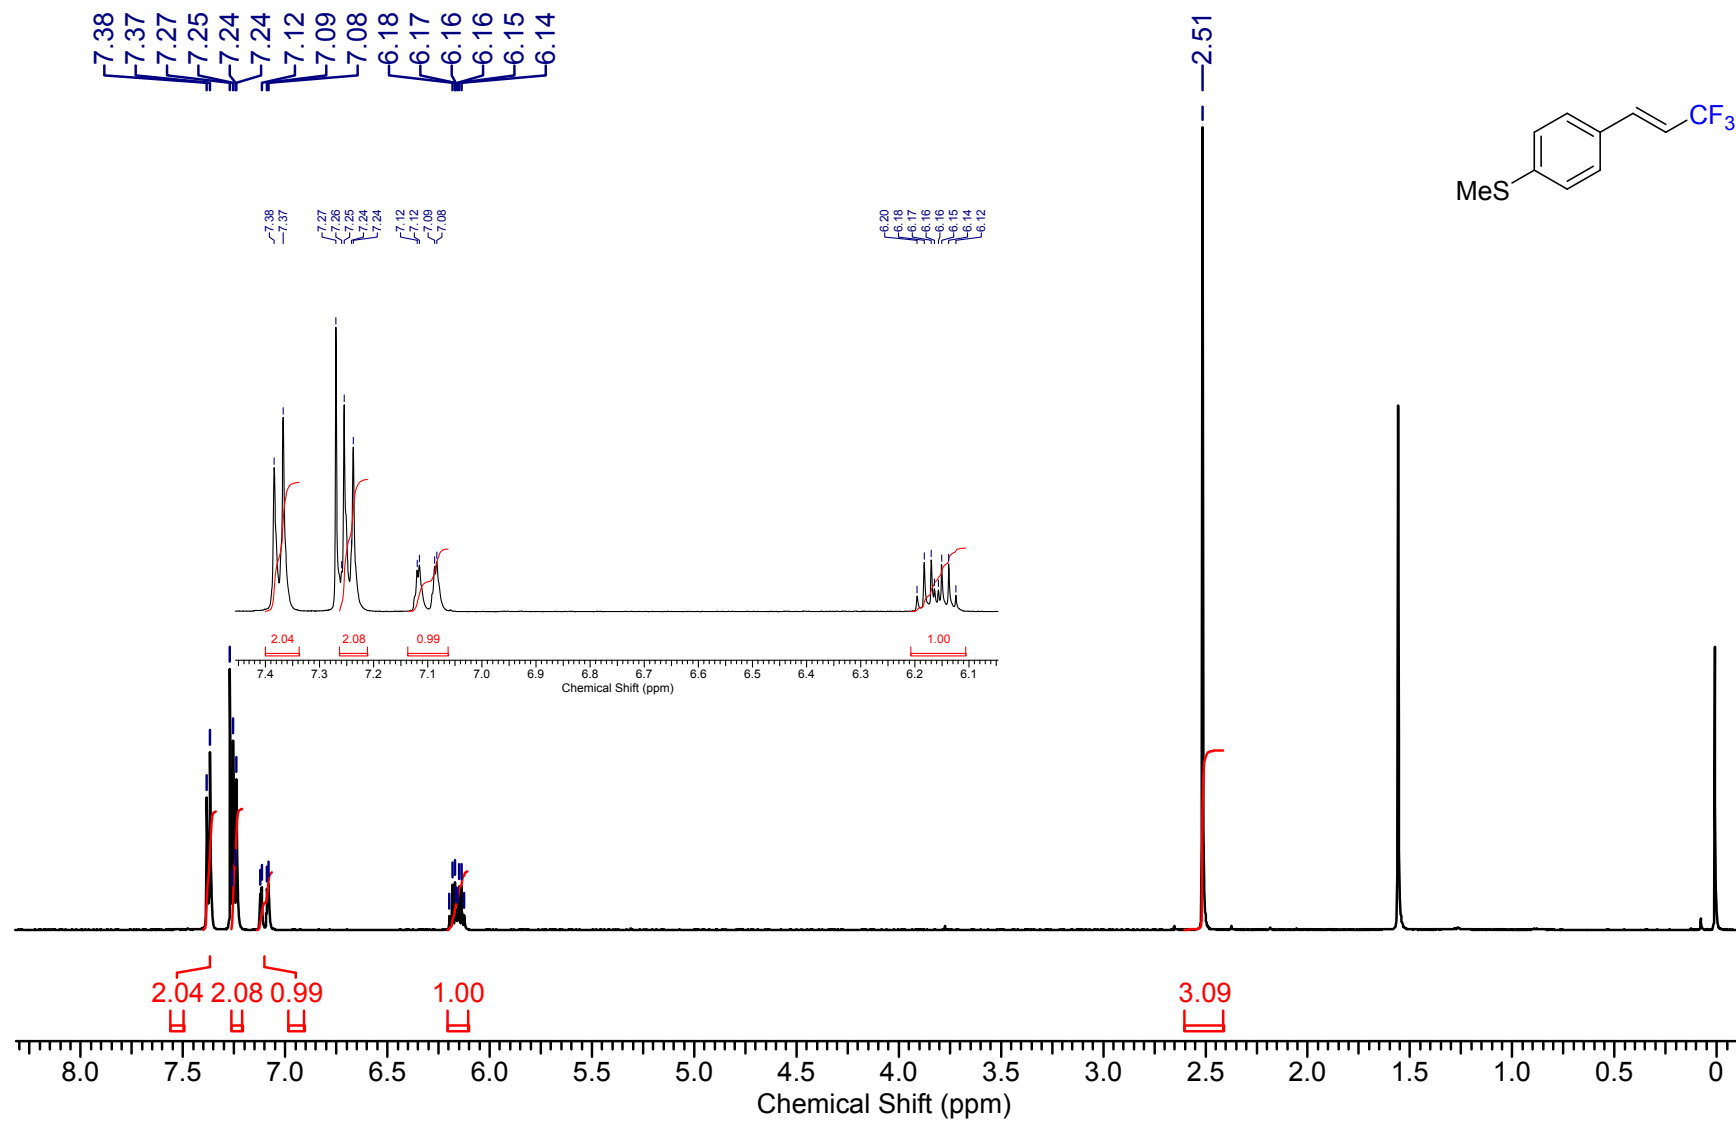 7.38 7.37 7.27 7.25 7.24 7.24 7.12 7.09 7.08 6.18 6.17 6.16 6.16 6.15 6.14
2.51
CF3
MeS
7.38 7.37 7.27 7.26 7.25 7.24 7.24 7.12 7.12 7.09 7.08 6.20 6.18 6.17 6.16 6.16 6.15 6.14 6.12
2.04 2.08 0.99 1.00
7.4 7.3 7.2 7.1 7.0 6.9 6.8 6.7 6.6 6.5 6.4 6.3 6.2 6.1
Chemical Shift (ppm)
2.04 2.08 0.99 1.00 3.09
8.0 7.5 7.0 6.5 6.0 5.5 5.0 4.5 4.0 3.5 3.0 2.5 2.0 1.5 1.0 0.5 0
Chemical Shift (ppm)